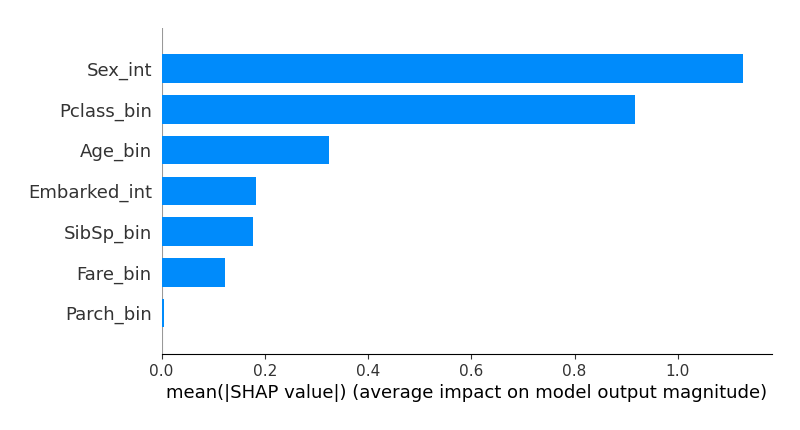 Sex_int
Pclass_bin
Age_bin
Embarked_int
SibSp_bin
Fare_bin
Parch_bin
0.0 0.2 0.4 0.6 0.8 1.0
mean(|SHAP value|) (average impact on model output magnitude)